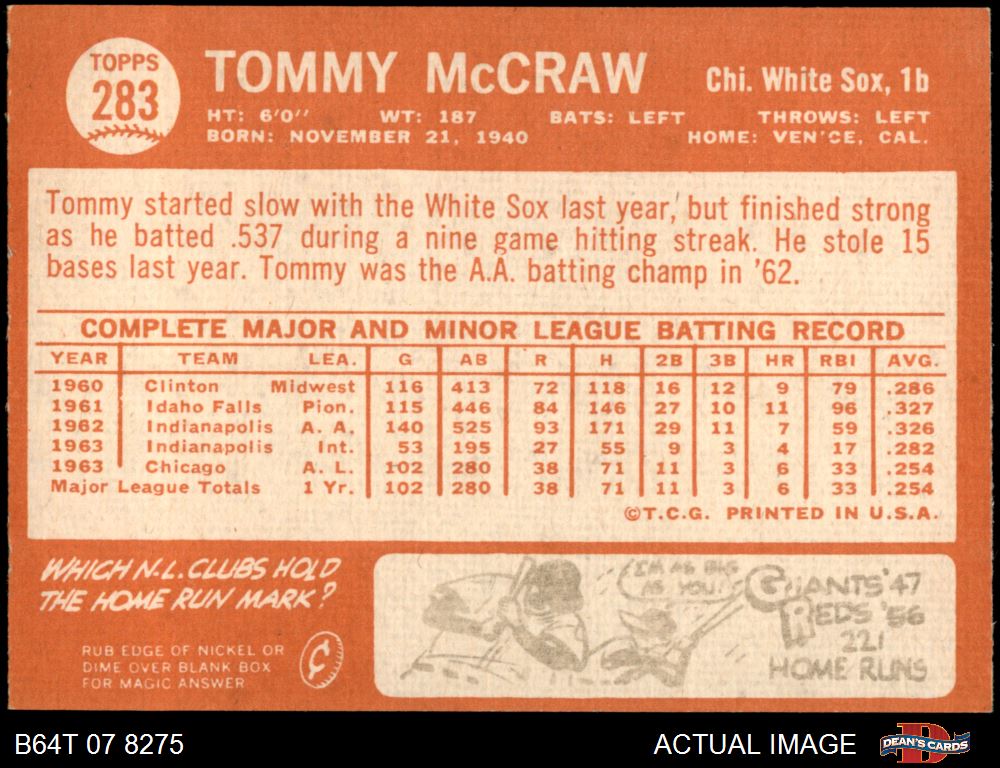 TOPPS
283
TOMMY McCRAW
Chi. White Sox, 1b
HT: 6'0" WT: 187 BATS: LEFT THROWS: LEFT
BORN: NOVEMBER 21, 1940 HOME: VEN'CE, CAL.
Tommy started slow with the White Sox last year, but finished strong
as he batted .537 during a nine game hitting streak. He stole 15
bases last year. Tommy was the A.A. batting champ in '62.
COMPLETE MAJOR AND MINOR LEAGUE BATTING RECORD
YEAR TEAM LEA. G AB R H 2B 3B HR RBI AVG.
1960 Clinton Midwest 116 413 72 118 16 12 9 79 .286
1961 Idaho Falls Pion. 115 446 84 146 27 10 11 96 .327
1962 Indianapolis A. A. 140 525 93 171 29 11 7 59 .326
1963 Indianapolis Int. 53 195 27 55 9 3 4 17 .282
1963 Chicago A. L. 102 280 38 71 11 3 6 33 .254
Major League Totals 1 Yr. 102 280 38 71 11 3 6 33 .254
©T.C.G. PRINTED IN U.S.A.
WHICH N.L. CLUBS HOLD
THE HOME RUN MARK?
RUB EDGE OF NICKEL OR
DIME OVER BLANK BOX
FOR MAGIC ANSWER
¢
I'M AS BIG
AS YOU!
GIANTS '47
REDS '56
221
HOME RUNS
B64T 07 8275
ACTUAL IMAGE
D
DEAN'S CARDS